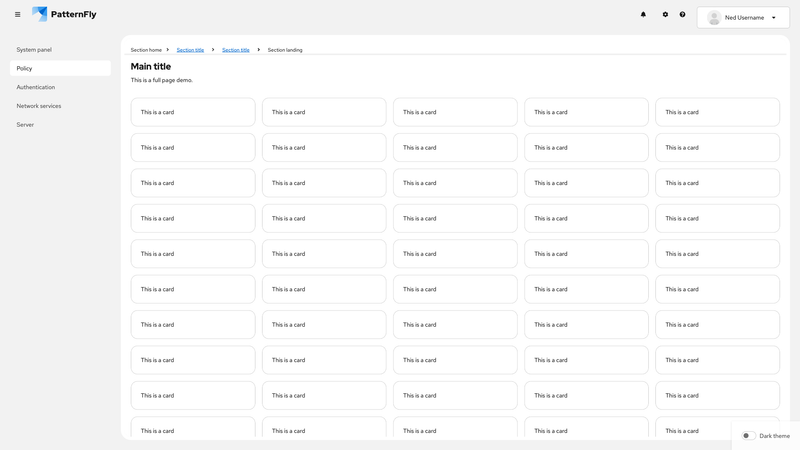 PatternFly
Ned Username
System panel
Policy
Authentication
Network services
Server
Section home Section title Section title Section landing
Main title
This is a full page demo.
This is a card This is a card This is a card This is a card This is a card
This is a card This is a card This is a card This is a card This is a card
This is a card This is a card This is a card This is a card This is a card
This is a card This is a card This is a card This is a card This is a card
This is a card This is a card This is a card This is a card This is a card
This is a card This is a card This is a card This is a card This is a card
This is a card This is a card This is a card This is a card This is a card
This is a card This is a card This is a card This is a card This is a card
This is a card This is a card This is a card This is a card This is a card
This is a card This is a card This is a card This is a card This is a card
Dark theme